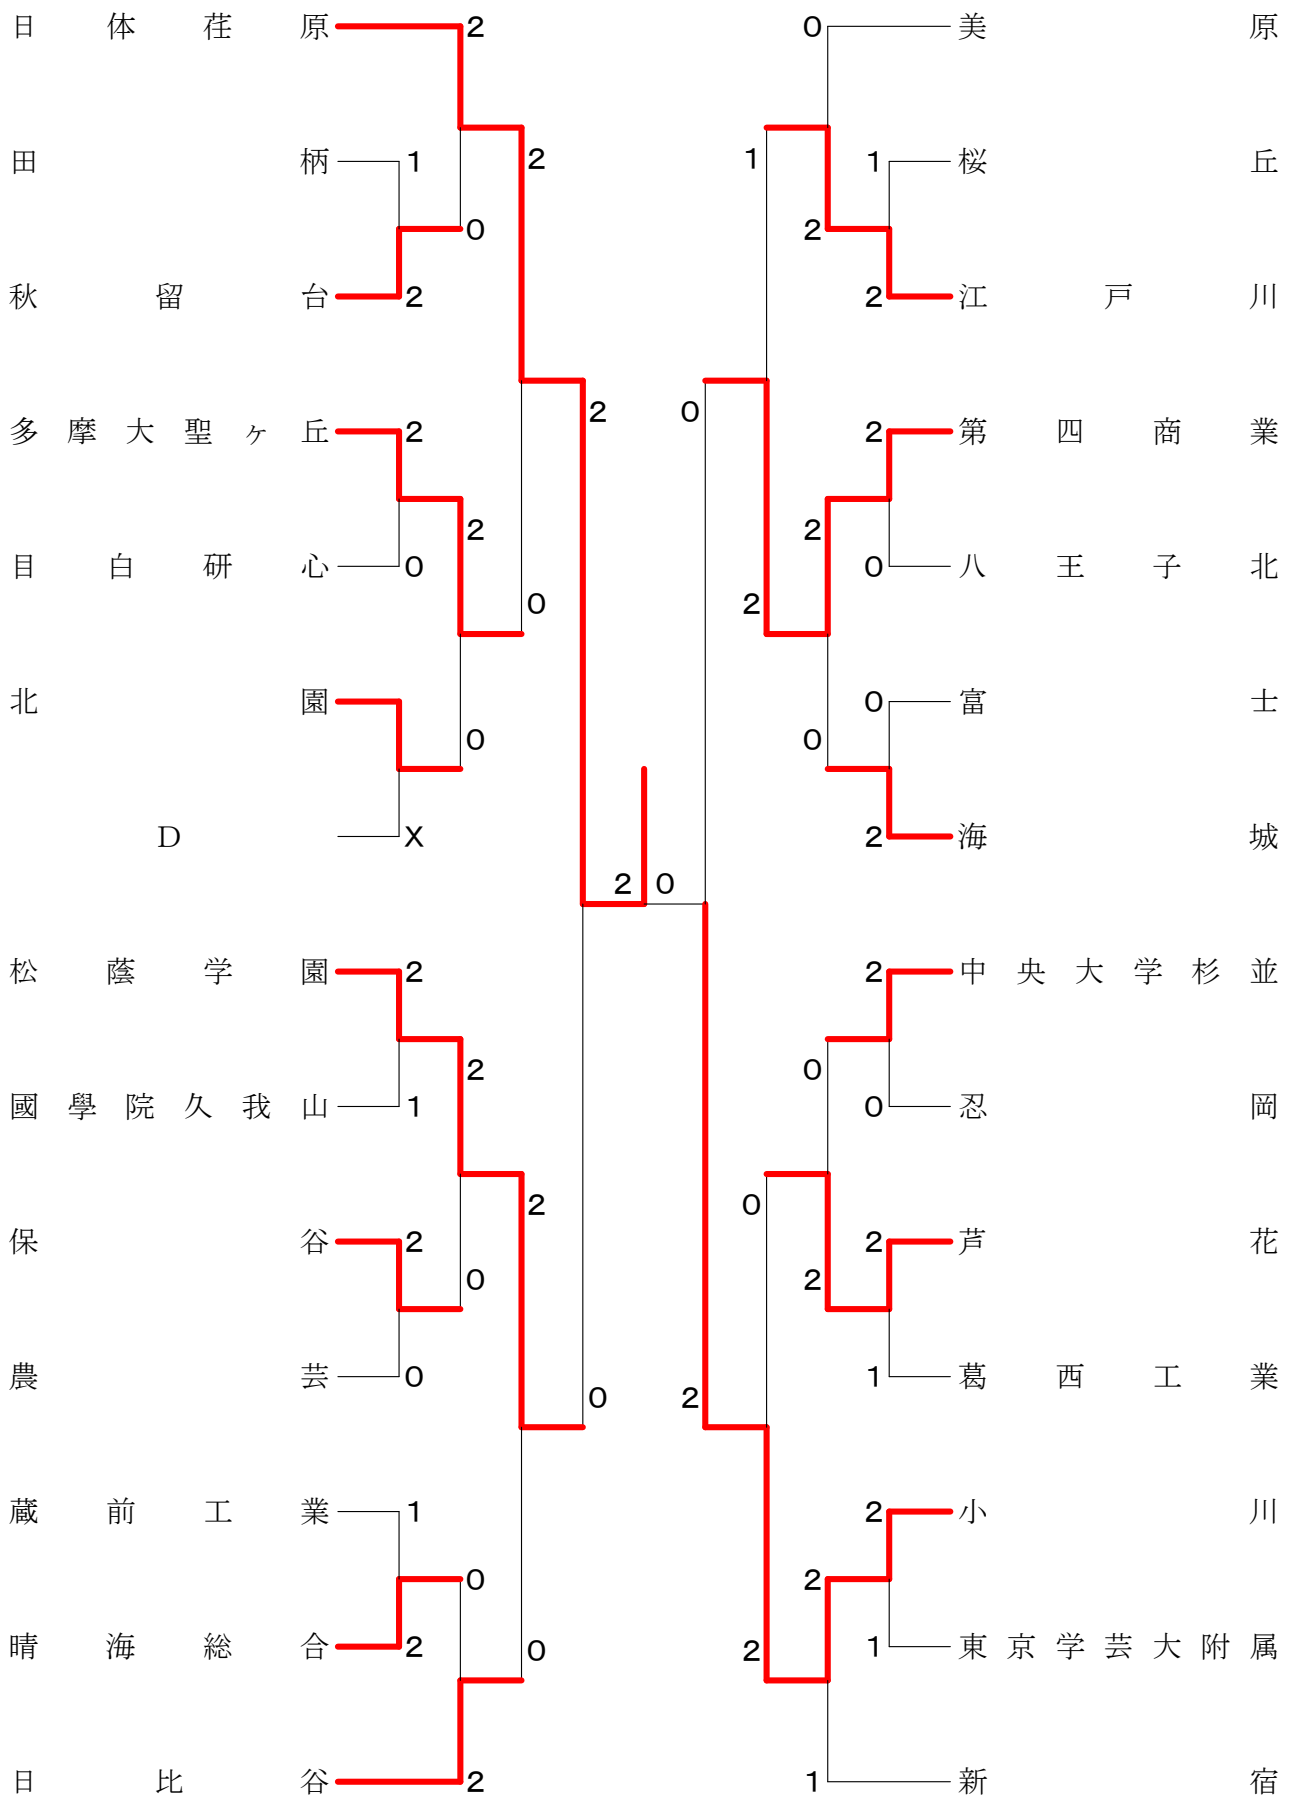 日体荏原 2 0 美原
田柄 1 2 1 1 桜丘
0 2
秋留台 2 2 江戸川
2 0
多摩大聖ヶ丘 2 2 第四商業
2 2
目白研心 0 0 八王子北
0 2
北園 0 富士
0 0
D X 2 海城
2 0
松蔭学園 2 2 中央大学杉並
2 0
國學院久我山 1 0 忍岡
2 0
保谷 2 2 芦花
0 2
農芸 0 1 葛西工業
0 2
蔵前工業 1 2 小川
0 2
晴海総合 2 0 2 1 東京学芸大附属
日比谷 2 1 新宿